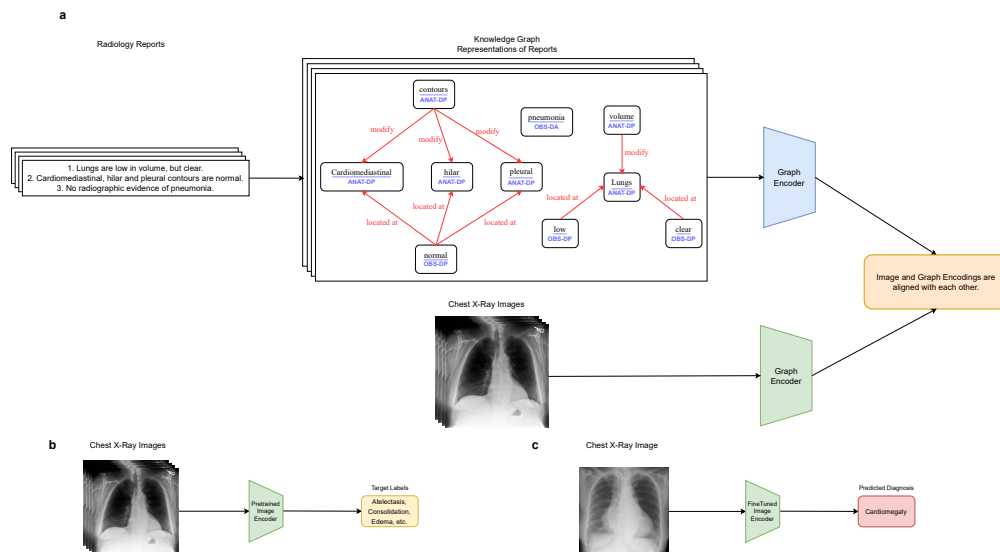 a
Radiology Reports
Knowledge Graph
Representations of Reports
1. Lungs are low in volume, but clear.
2. Cardiomediastinal, hilar and pleural contours are normal.
3. No radiographic evidence of pneumonia.
contours
ANAT-DP
pneumonia
OBS-DA
volume
ANAT-DP
modify
modify
modify
modify
Cardiomediastinal
ANAT-DP
hilar
ANAT-DP
pleural
ANAT-DP
Lungs
ANAT-DP
located at
located at
located at
located at
located at
low
OBS-DP
clear
OBS-DP
normal
OBS-DP
Graph
Encoder
Image and Graph Encodings are
aligned with each other.
Chest X-Ray Images
Graph
Encoder
b
Chest X-Ray Images
Pretrained
Image
Encoder
Target Labels
Atelectasis,
Consolidation,
Edema, etc.
c
Chest X-Ray Image
FineTuned
Image
Encoder
Predicted Diagnosis
Cardiomegaly